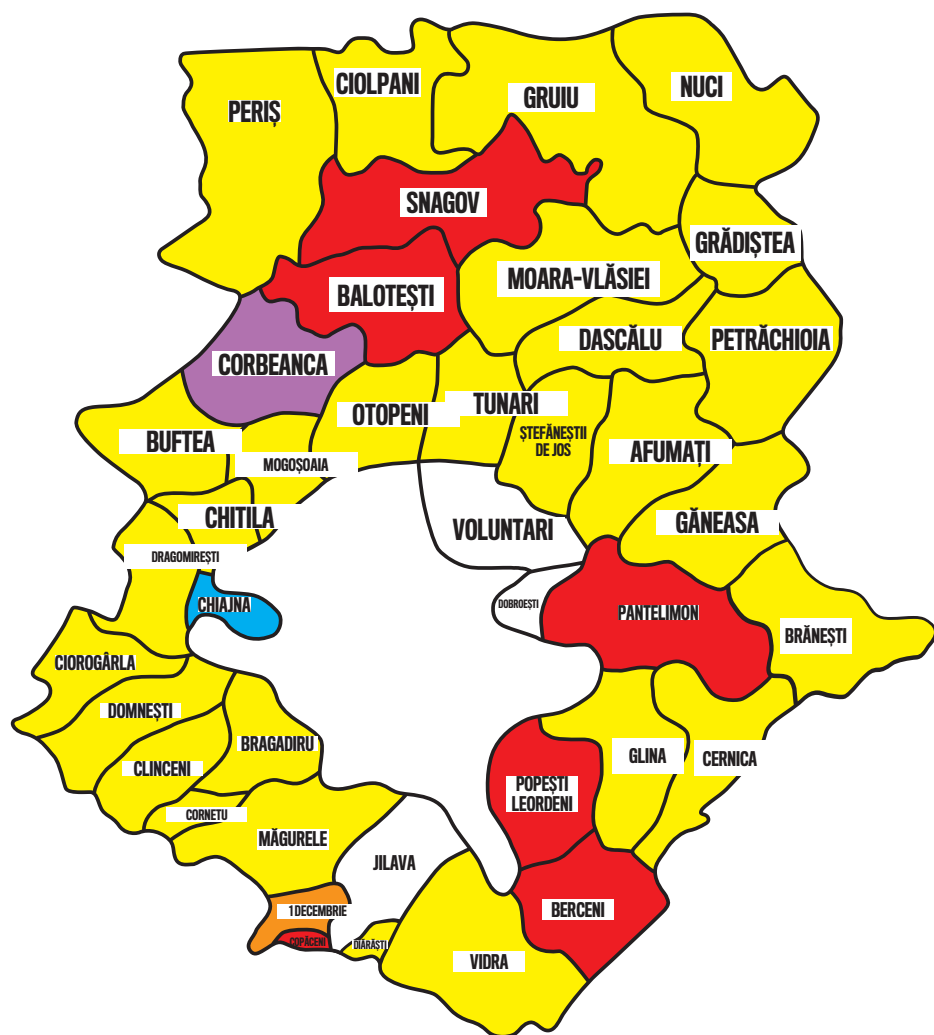 CIOLPANI
NUCI
GRUIU
PERIȘ
SNAGOV
GRĂDIȘTEA
MOARA-VLĂSIEI
BALOTEȘTI
DASCĂLU
PETRĂCHIOIA
CORBEANCA
TUNARI
OTOPENI
ȘTEFĂNEȘTII
DE JOS
BUFTEA
AFUMAȚI
MOGOȘOAIA
CHITILA
GĂNEASA
VOLUNTARI
DRAGOMIREȘTI
CHIAJNA
DOBROEȘTI
PANTELIMON
BRĂNEȘTI
CIOROGÂRLA
DOMNEȘTI
BRAGADIRU
GLINA
CERNICA
CLINCENI
POPEȘTI
LEORDENI
CORNETU
MĂGURELE
JILAVA
1 DECEMBRIE
BERCENI
COPĂCENI
DIĂRĂȘTI
VIDRA